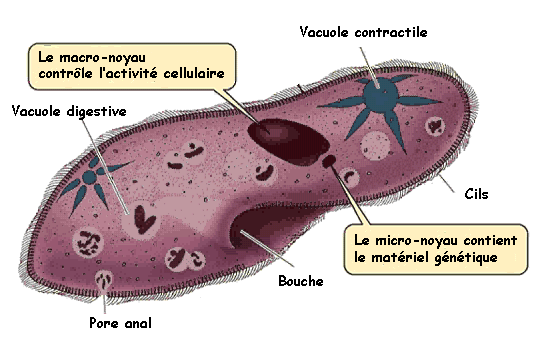 Vacuole contractile
Le macro-noyau
contrôle l'activité cellulaire
Vacuole digestive
Cils
Le micro-noyau contient
le matériel génétique
Bouche
Pore anal